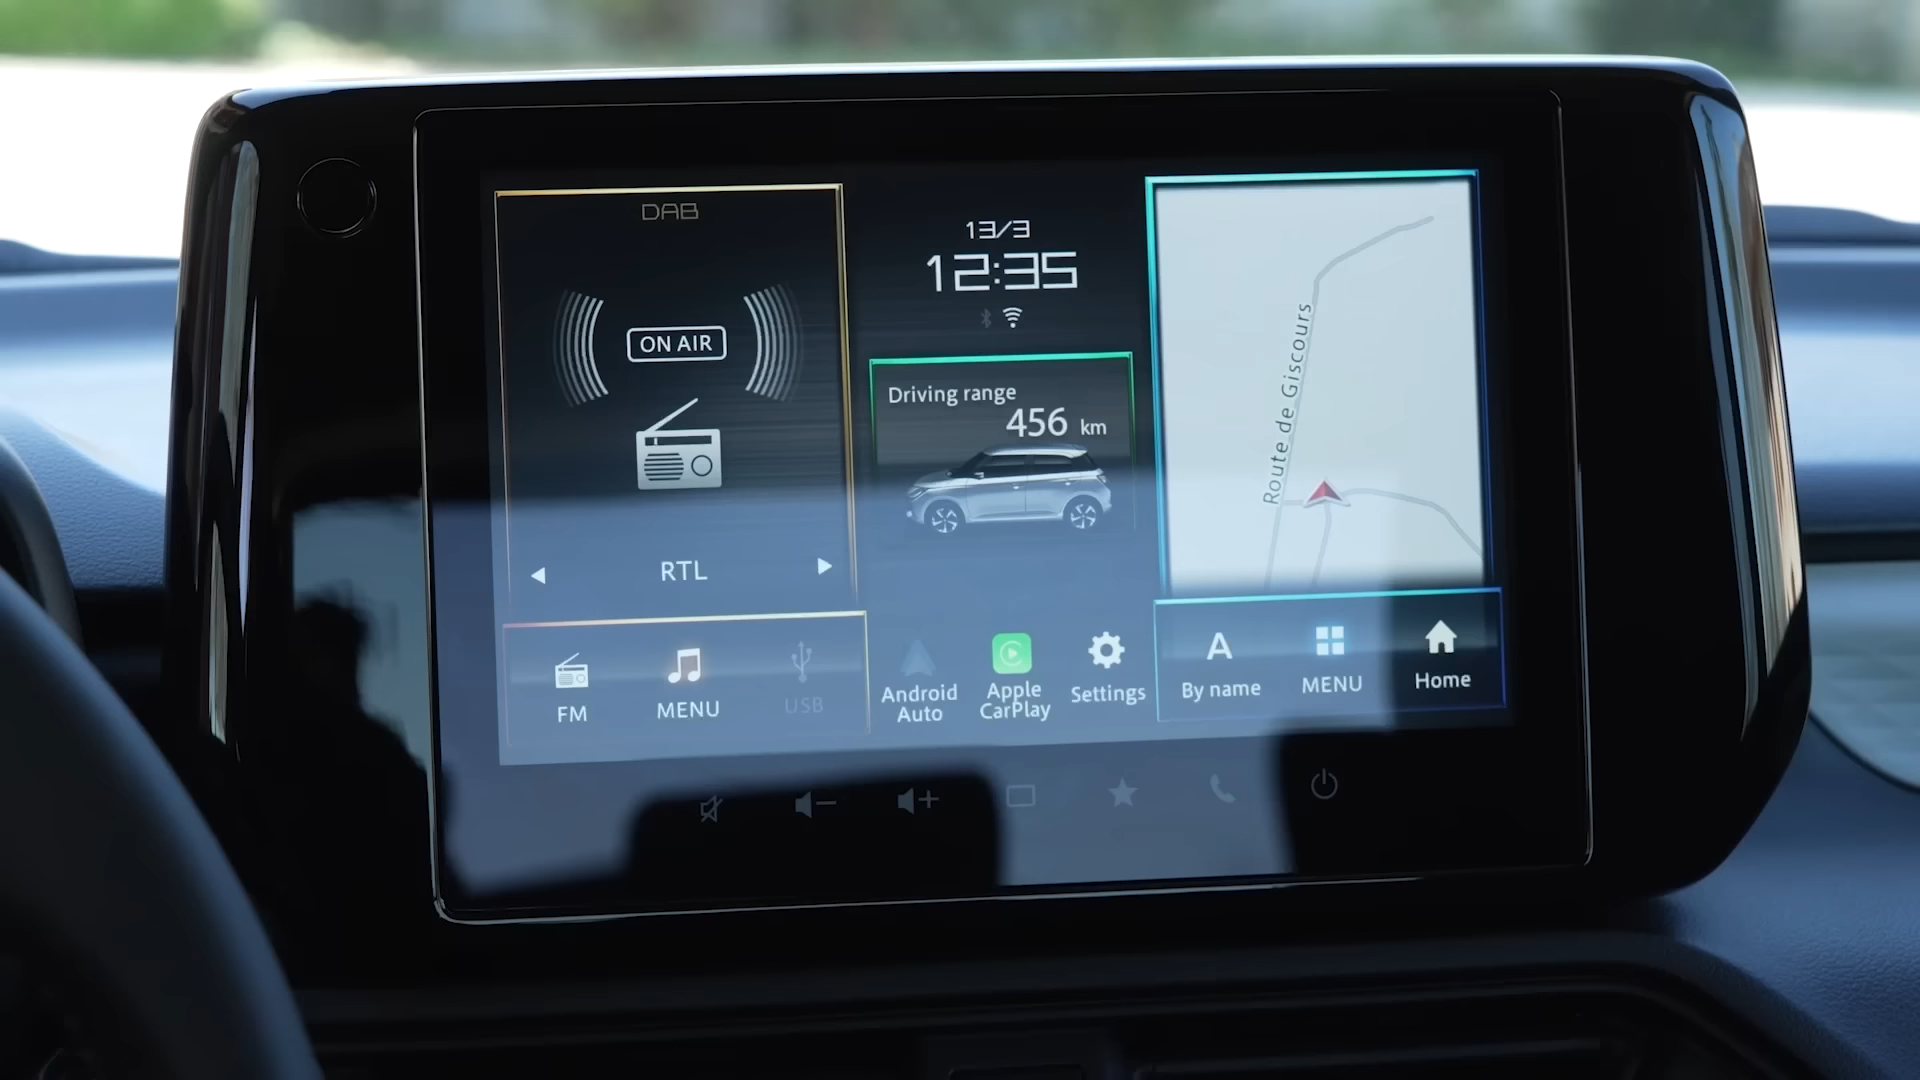 DAB
ON AIR
RTL
FM
MENU
USB
13/3
12:35
Driving range
456 km
Android
Auto
Apple
CarPlay
Settings
Route de Giscours
A
By name
MENU
Home